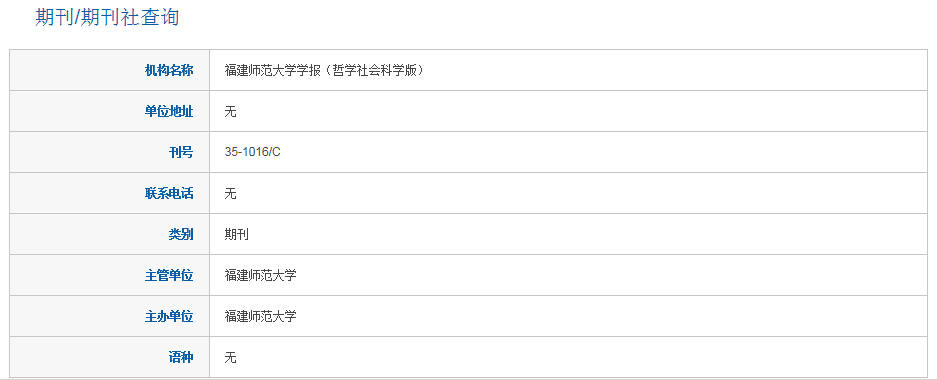 期刊/期刊社查询
机构名称 福建师范大学学报（哲学社会科学版）
单位地址 无
刊号 35-1016/C
联系电话 无
类别 期刊
主管单位 福建师范大学
主办单位 福建师范大学
语种 无